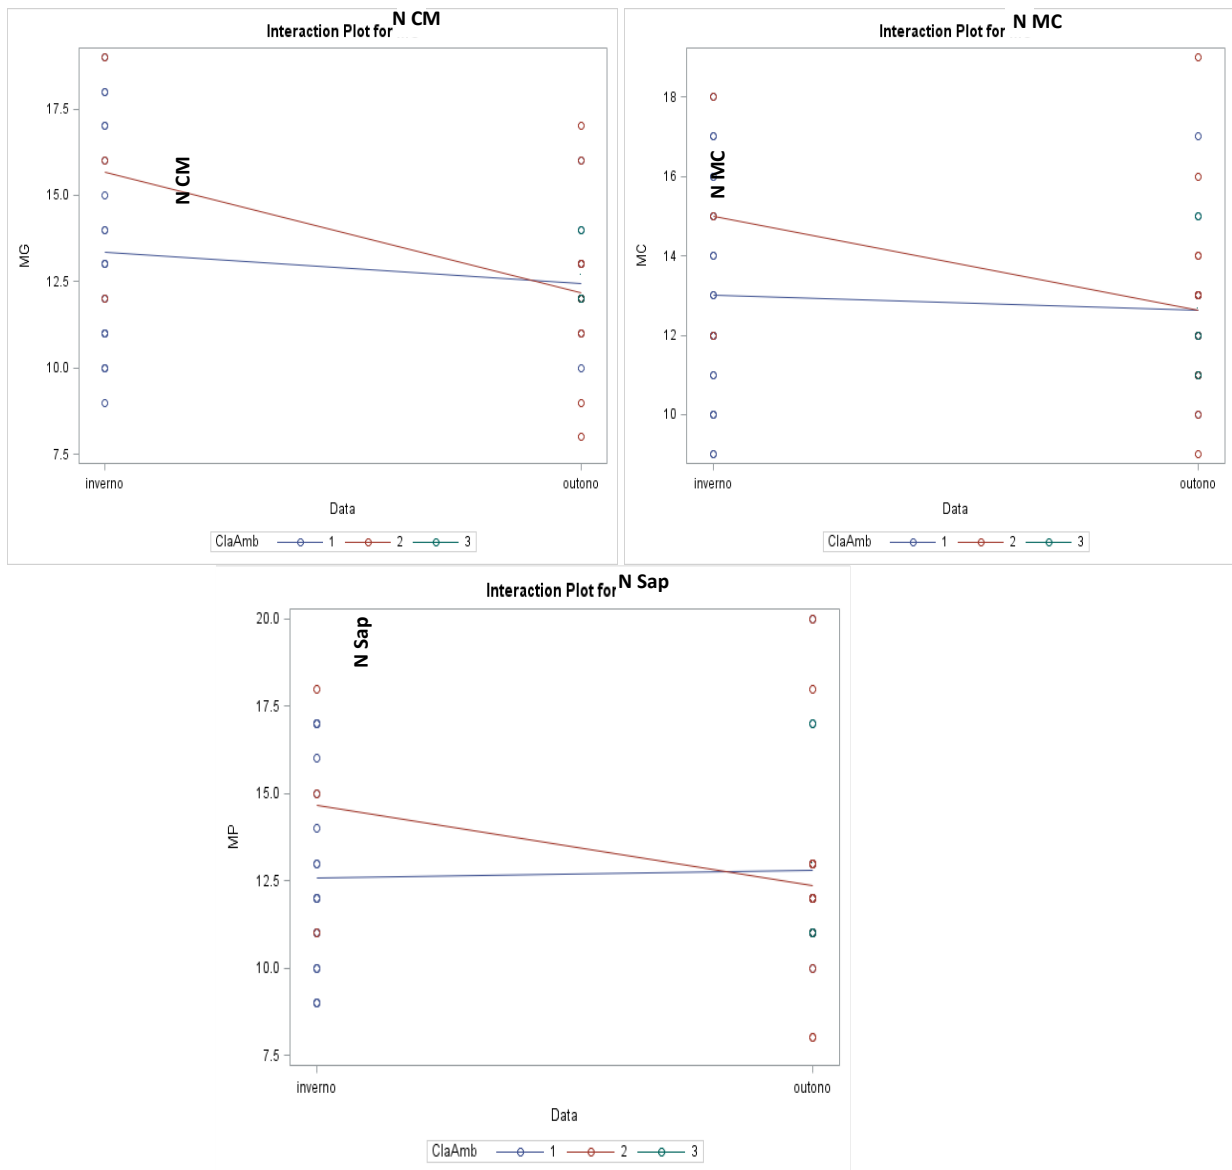 Interaction Plot for N CM
17.5
15.0
12.5
10.0
7.5
MG
N CM
inverno outono
Data
ClaAmb 1 2 3
Interaction Plot for N MC
18
16
14
12
10
MC
N MC
inverno outono
Data
ClaAmb 1 2 3
Interaction Plot for N Sap
20.0
17.5
15.0
12.5
10.0
7.5
MP
N Sap
inverno outono
Data
ClaAmb 1 2 3